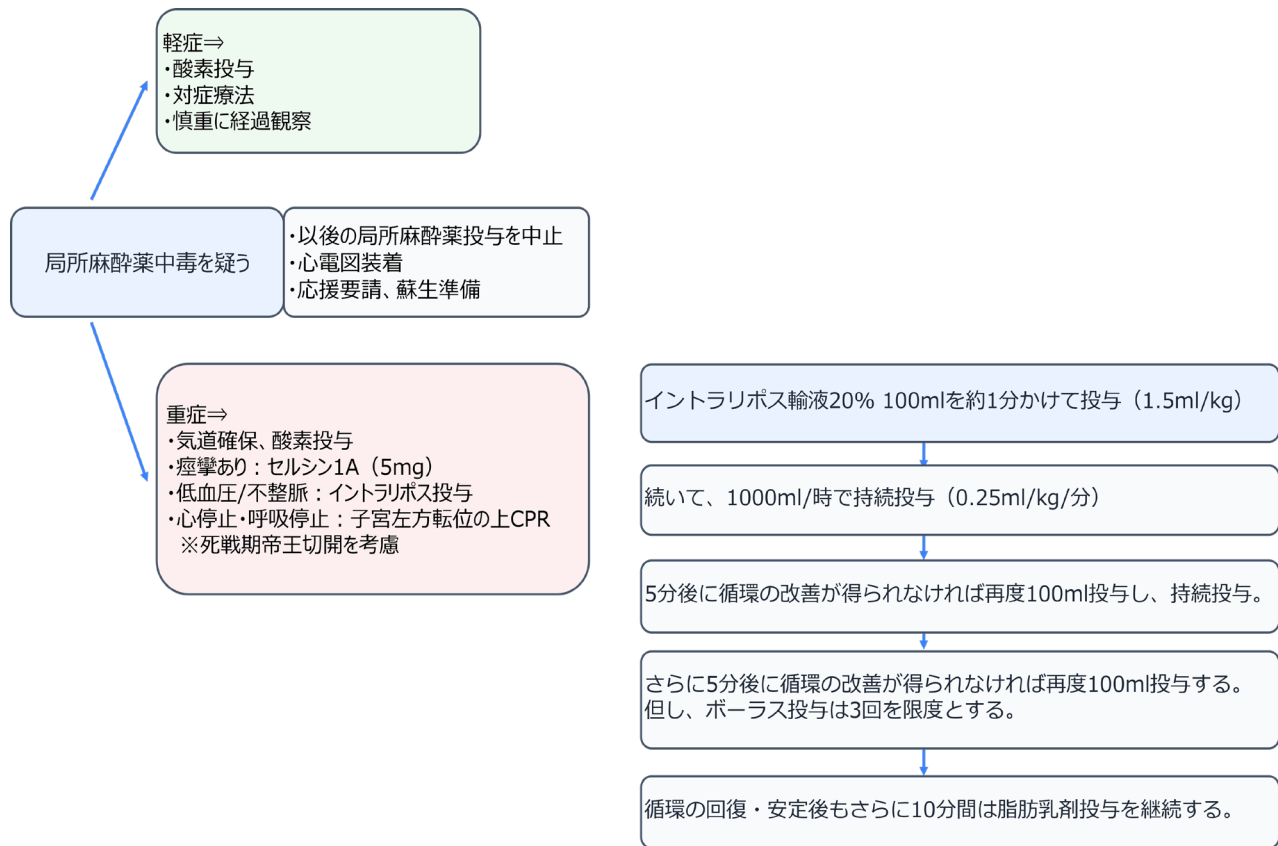 軽症⇒
・酸素投与
・対症療法
・慎重に経過観察
局所麻酔薬中毒を疑う
・以後の局所麻酔薬投与を中止
・心電図装着
・応援要請、蘇生準備
重症⇒
・気道確保、酸素投与
・痙攣あり：セルシン1A（5mg）
・低血圧/不整脈：イントラリポス投与
・心停止・呼吸停止：子宮左方転位の上CPR
※死戦期帝王切開を考慮
イントラリポス輸液20% 100mlを約1分かけて投与（1.5ml/kg）
続いて、1000ml/時で持続投与（0.25ml/kg/分）
5分後に循環の改善が得られなければ再度100ml投与し、持続投与。
さらに5分後に循環の改善が得られなければ再度100ml投与する。
但し、ボーラス投与は3回を限度とする。
循環の回復・安定後もさらに10分間は脂肪乳剤投与を継続する。